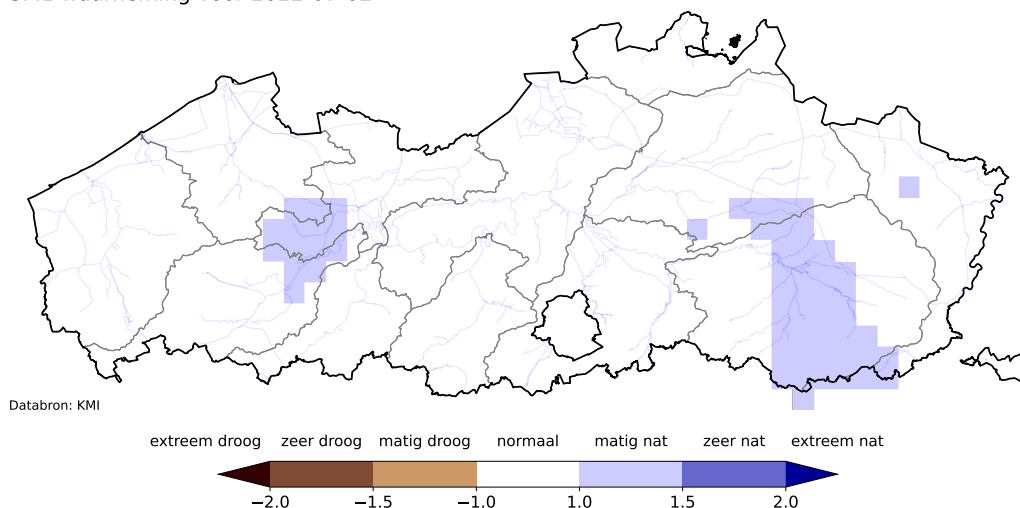 Databron: KMI
extreem droog zeer droog matig droog normaal matig nat zeer nat extreem nat
−2.0 −1.5 −1.0 1.0 1.5 2.0